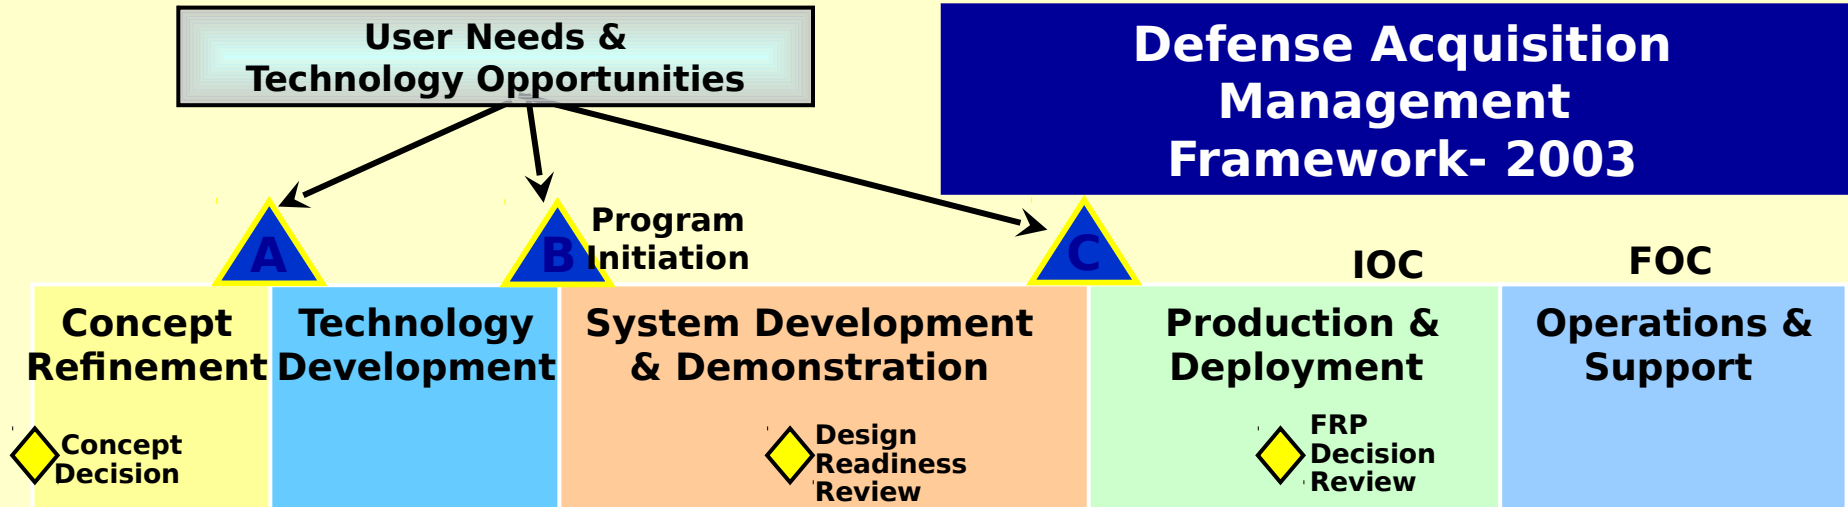 User Needs &
Technology Opportunities
Defense Acquisition
Management
Framework- 2003
A
B
Program
Initiation
C
IOC
FOC
Concept
Refinement
Technology
Development
System Development
& Demonstration
Production &
Deployment
Operations &
Support
Concept
Decision
Design
Readiness
Review
FRP
Decision
Review